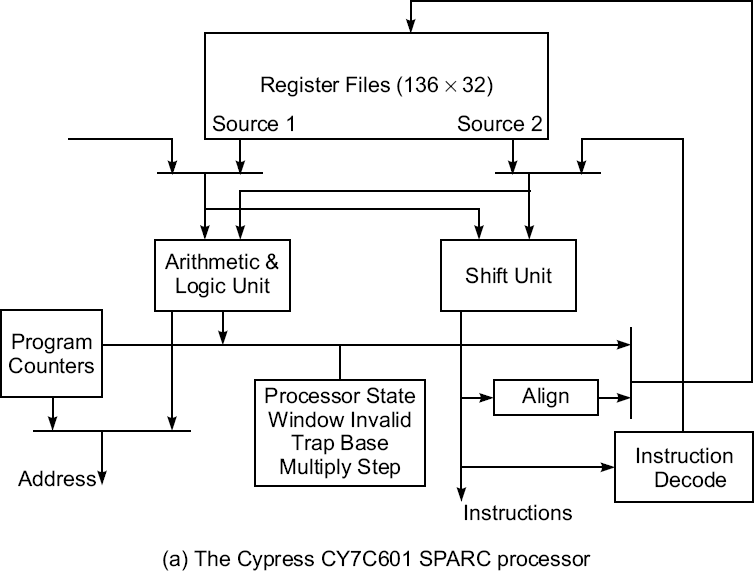 Register Files (136 × 32)
Source 1
Source 2
Arithmetic &
Logic Unit
Shift Unit
Program
Counters
Processor State
Window Invalid
Trap Base
Multiply Step
Align
Instruction
Decode
Address
Instructions
(a) The Cypress CY7C601 SPARC processor